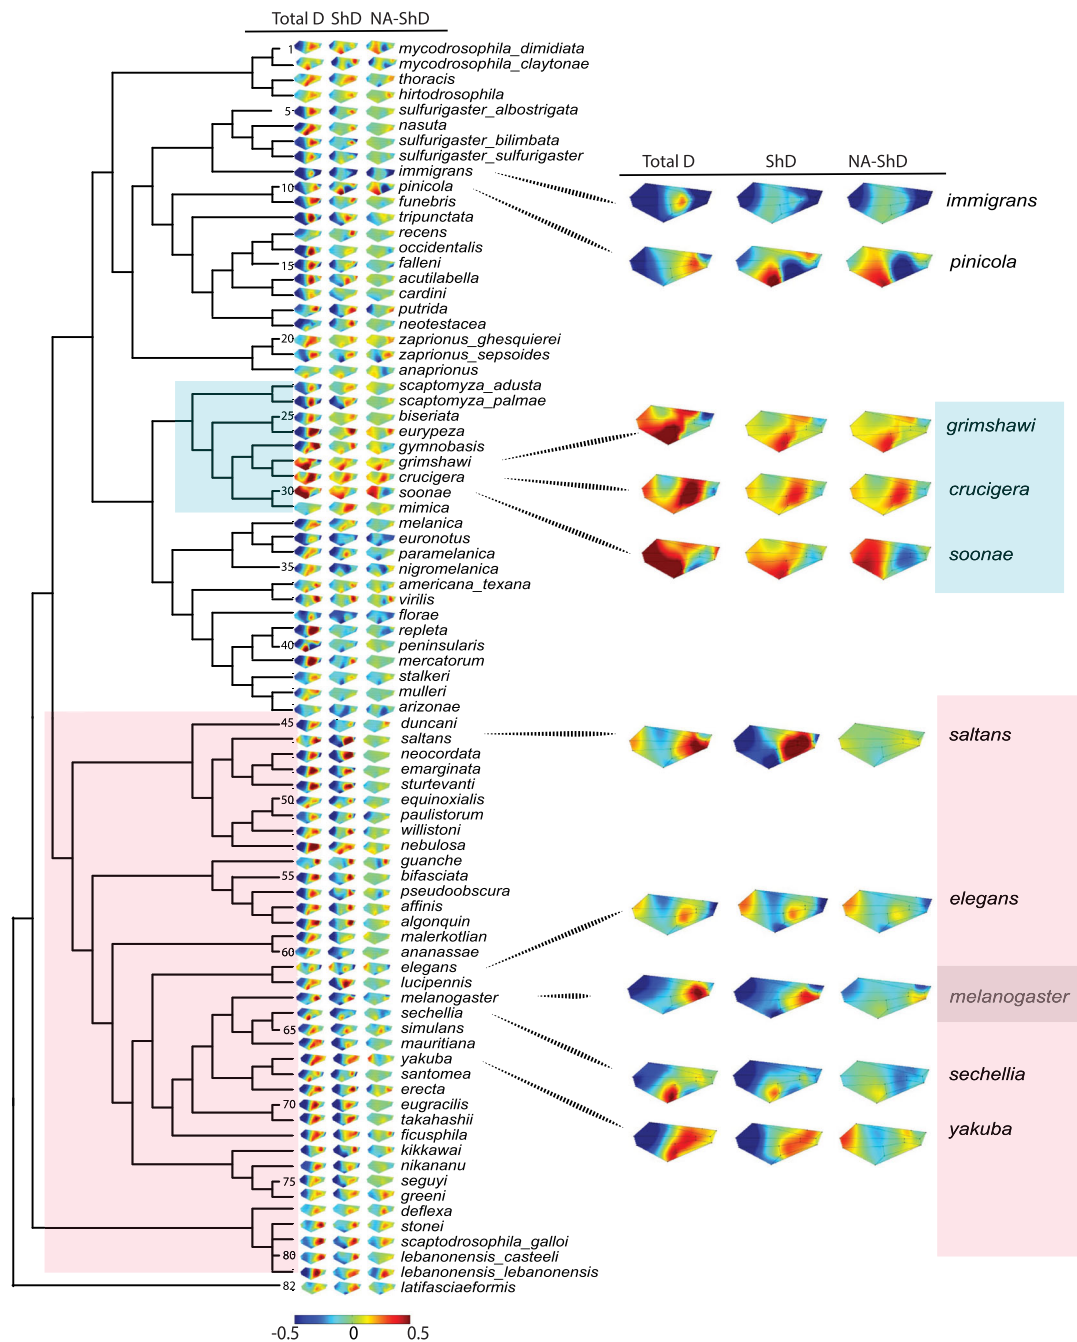 Total D ShD NA-ShD
1 mycodrosophila_dimidiata
mycodrosophila_claytonae
thoracis
hirtodrosophila
5 sulfurigaster_albostrigata
nasuta
sulfurigaster_bilimbata
sulfurigaster_sulfurigaster
immigrans
10 pinicola
funebris
tripunctata
recens
occidentalis
15 falleni
acutilabella
cardini
putrida
neotestacea
20 zaprionus_ghesquierei
zaprionus_sepsoides
anaprionus
scaptomyza_adusta
scaptomyza_palmae
25 biseriata
eurypeza
gymnobasis
grimshawi
crucigera
30 soonae
mimica
melanica
euronotus
paramelanica
35 nigromelanica
americana_texana
virilis
florae
repleta
40 peninsularis
mercatorum
stalkeri
mulleri
arizonae
45 duncani
saltans
neocordata
emarginata
sturtevanti
50 equinoxialis
paulistorum
willistoni
nebulosa
guanche
55 bifasciata
pseudoobscura
affinis
algonquin
malerkotlian
60 ananassae
elegans
lucipennis
melanogaster
sechellia
65 simulans
mauritiana
yakuba
santomea
erecta
70 eugracilis
takahashii
ficusphila
kikkawai
nikananu
75 seguyi
greeni
deflexa
stonei
scaptodrosophila_galloi
80 lebanonensis_casteeli
lebanonensis_lebanonensis
82 latifasciaeformis
-0.5 0 0.5
Total D ShD NA-ShD
immigrans
pinicola
grimshawi
crucigera
soonae
saltans
elegans
melanogaster
sechellia
yakuba